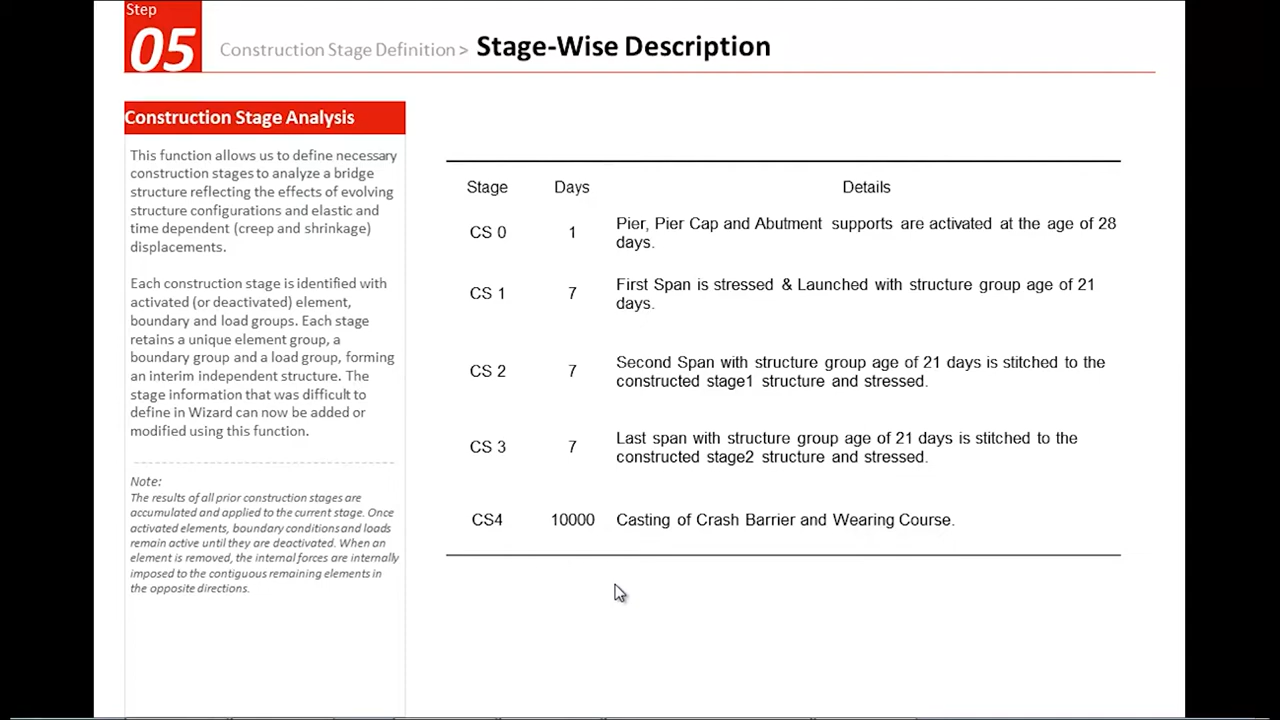 Step
05
Construction Stage Definition > Stage-Wise Description
Construction Stage Analysis
This function allows us to define necessary
construction stages to analyze a bridge
structure reflecting the effects of evolving
structure configurations and elastic and
time dependent (creep and shrinkage)
displacements.
Each construction stage is identified with
activated (or deactivated) element,
boundary and load groups. Each stage
retains a unique element group, a
boundary group and a load group, forming
an interim independent structure. The
stage information that was difficult to
define in Wizard can now be added or
modified using this function.
Note:
The results of all prior construction stages are
accumulated and applied to the current stage. Once
activated elements, boundary conditions and loads
remain active until they are deactivated. When an
element is removed, the internal forces are internally
imposed to the contiguous remaining elements in
the opposite directions.
Stage Days Details
CS 0 1 Pier, Pier Cap and Abutment supports are activated at the age of 28
days.
CS 1 7 First Span is stressed & Launched with structure group age of 21
days.
CS 2 7 Second Span with structure group age of 21 days is stitched to the
constructed stage1 structure and stressed.
CS 3 7 Last span with structure group age of 21 days is stitched to the
constructed stage2 structure and stressed.
CS4 10000 Casting of Crash Barrier and Wearing Course.